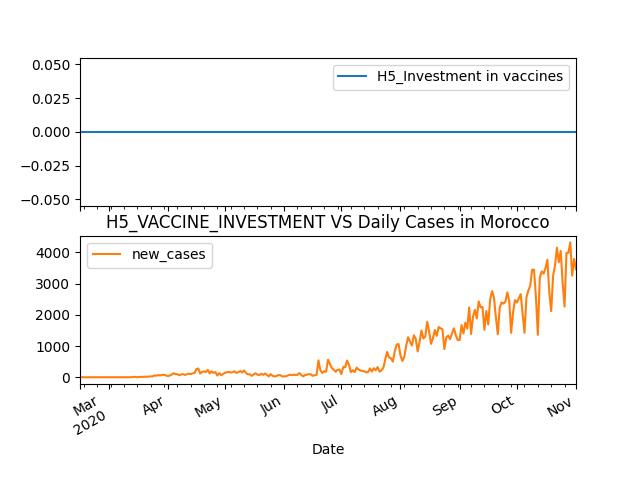 0.050
0.025
0.000
−0.025
−0.050
H5_Investment in vaccines
H5_VACCINE_INVESTMENT VS Daily Cases in Morocco
4000
3000
2000
1000
0
new_cases
Mar
2020
Apr
May
Jun
Jul
Aug
Sep
Oct
Nov
Date